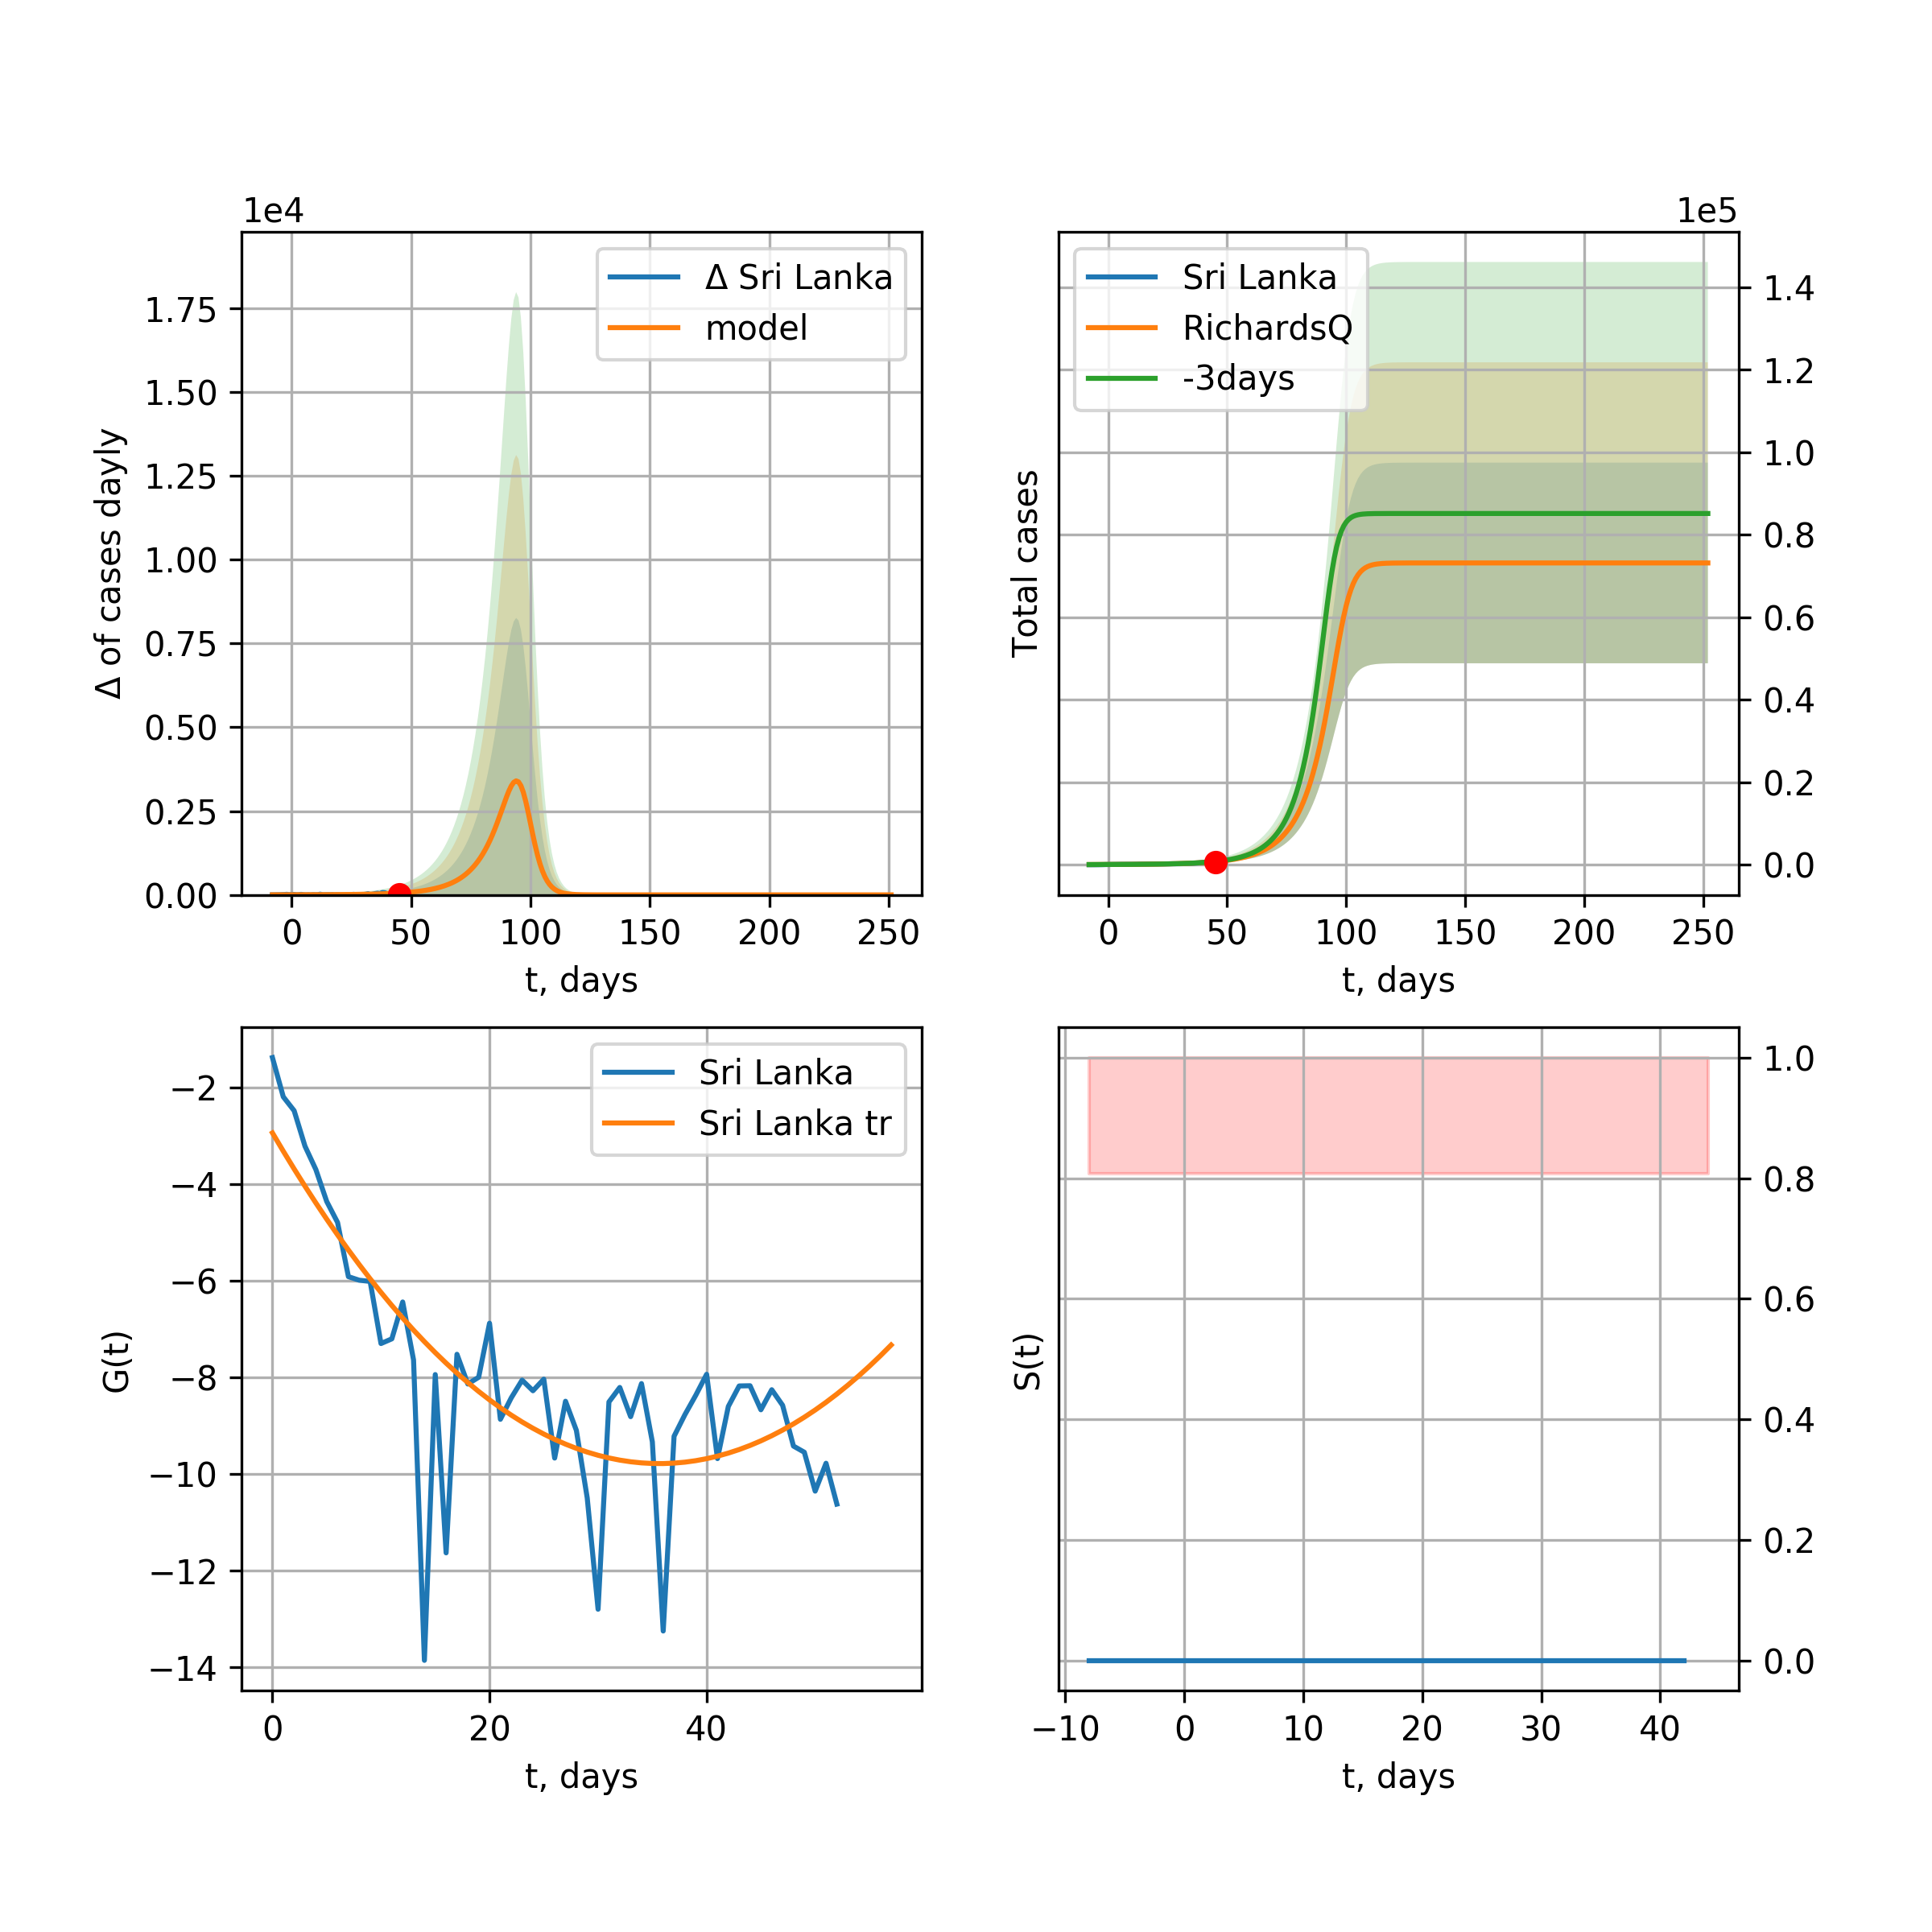 1e4
Δ of cases dayly
1.75
1.50
1.25
1.00
0.75
0.50
0.25
0.00
Δ Sri Lanka
model
0 50 100 150 200 250
t, days
1e5
Total cases
Sri Lanka
RichardsQ
-3days
1.4
1.2
1.0
0.8
0.6
0.4
0.2
0.0
0 50 100 150 200 250
t, days
G(t)
−2
−4
−6
−8
−10
−12
−14
Sri Lanka
Sri Lanka tr
0 20 40
t, days
S(t)
1.0
0.8
0.6
0.4
0.2
0.0
−10 0 10 20 30 40
t, days